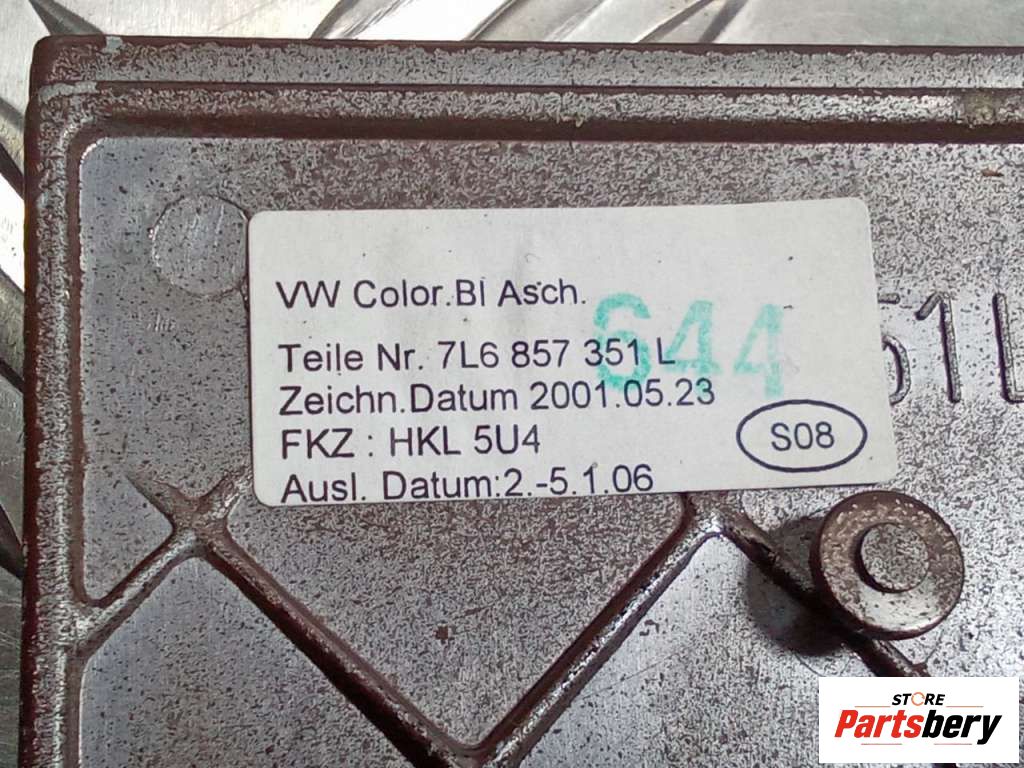 VW Color.Bl Asch.
644
Teile Nr. 7L6 857 351 L
Zeichn.Datum 2001.05.23
FKZ : HKL 5U4
S08
Ausl. Datum:2.-5.1.06
51 L
STORE
Partsbery